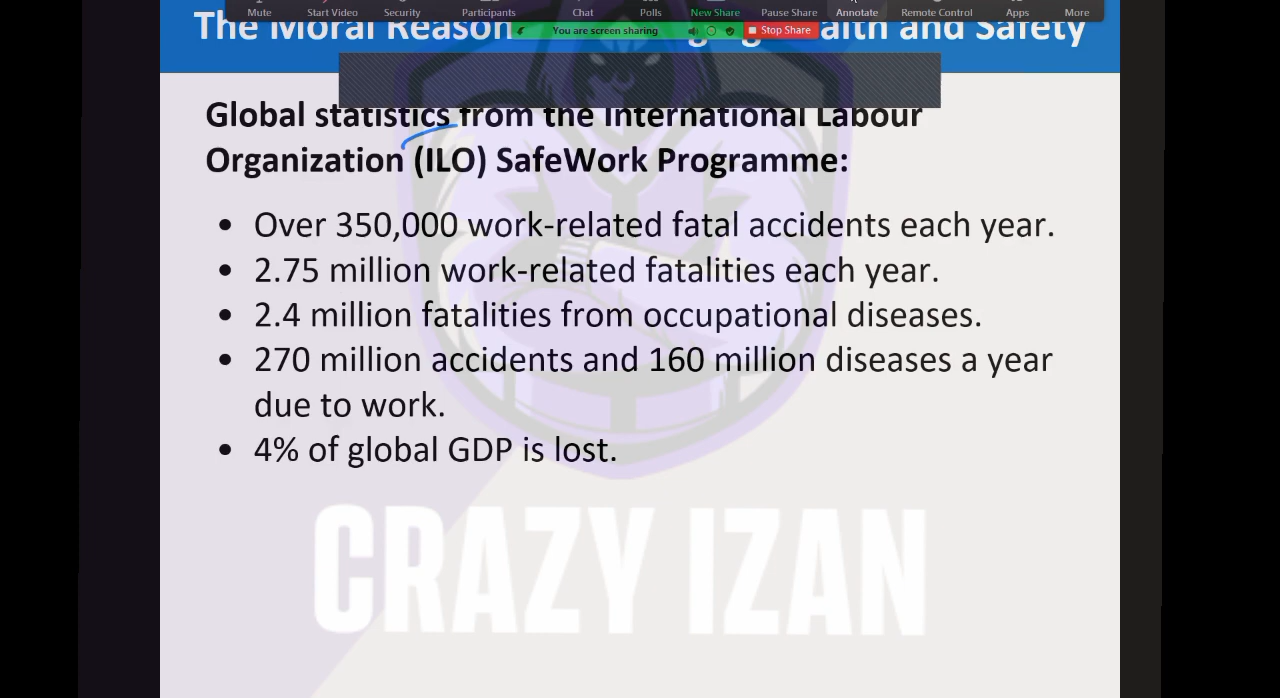 Mute Start Video Security Participants Chat Polls New Share Pause Share Annotate Remote Control Apps More
You are screen sharing Stop Share
The Moral Reason alth and Safety
Global statistics from the International Labour
Organization (ILO) SafeWork Programme:
• Over 350,000 work-related fatal accidents each year.
• 2.75 million work-related fatalities each year.
• 2.4 million fatalities from occupational diseases.
• 270 million accidents and 160 million diseases a year
due to work.
• 4% of global GDP is lost.
CRAZY IZAN